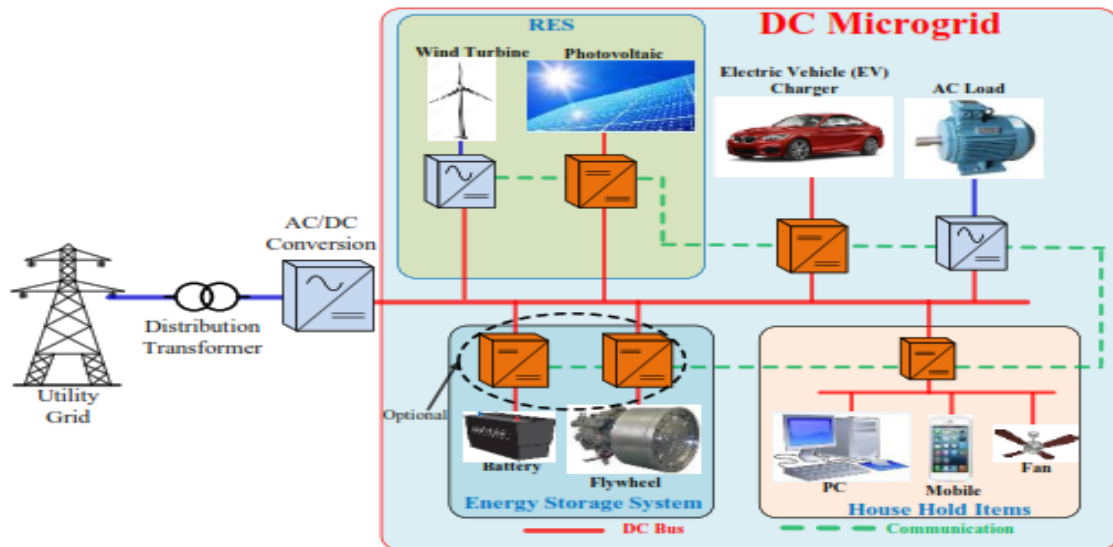 DC Microgrid
RES
Wind Turbine
Photovoltaic
Electric Vehicle (EV)
Charger
AC Load
AC/DC
Conversion
Distribution
Transformer
Utility
Grid
Optional
Battery
Flywheel
Energy Storage System
PC
Mobile
Fan
House Hold Items
DC Bus
Communication